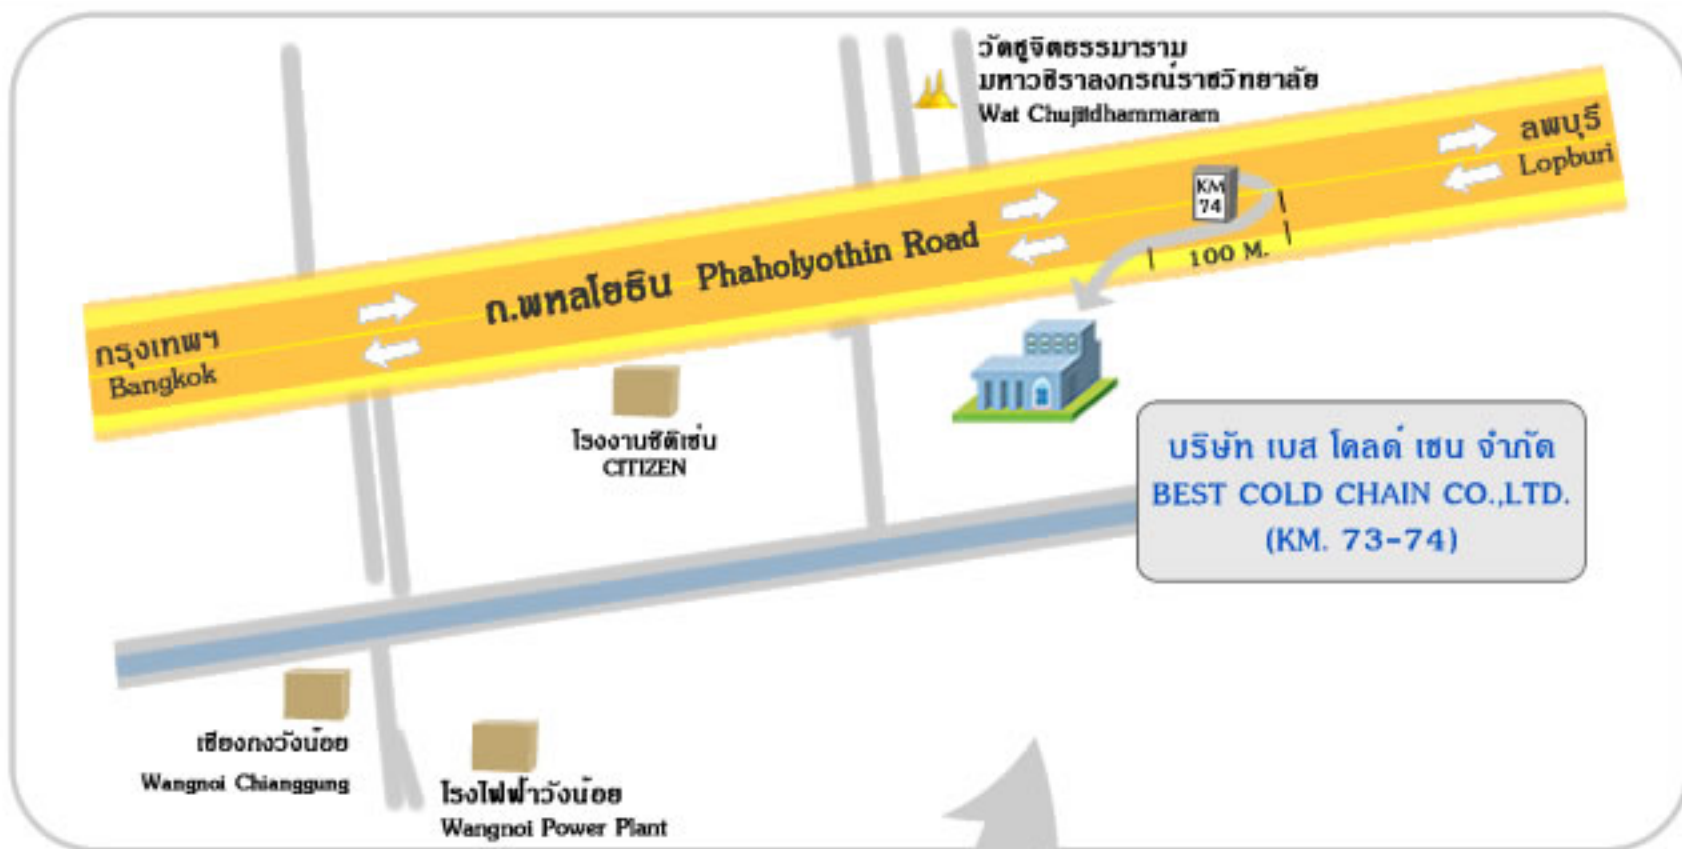 วัดชูจิตธรรมาราม
มหาวชิราลงกรณ์ราชวิทยาลัย
Wat Chujitdhammaram
ลพบุรี
Lopburi
KM
74
100 M.
ถ.พหลโยธิน Phaholyothin Road
กรุงเทพฯ
Bangkok
โรงงานซิติเซ่น
CITIZEN
บริษัท เบส โคลด์ เชน จำกัด
BEST COLD CHAIN CO.,LTD.
(KM. 73-74)
เชียงกงวังน้อย
Wangnoi Chianggung
โรงไฟฟ้าวังน้อย
Wangnoi Power Plant